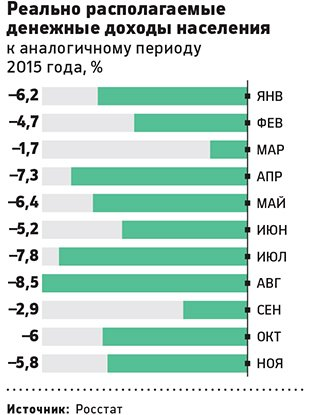 Реально располагаемые
денежные доходы населения
к аналогичному периоду
2015 года, %
–6,2 ЯНВ
–4,7 ФЕВ
–1,7 МАР
–7,3 АПР
–6,4 МАЙ
–5,2 ИЮН
–7,8 ИЮЛ
–8,5 АВГ
–2,9 СЕН
–6 ОКТ
–5,8 НОЯ
Источник: Росстат